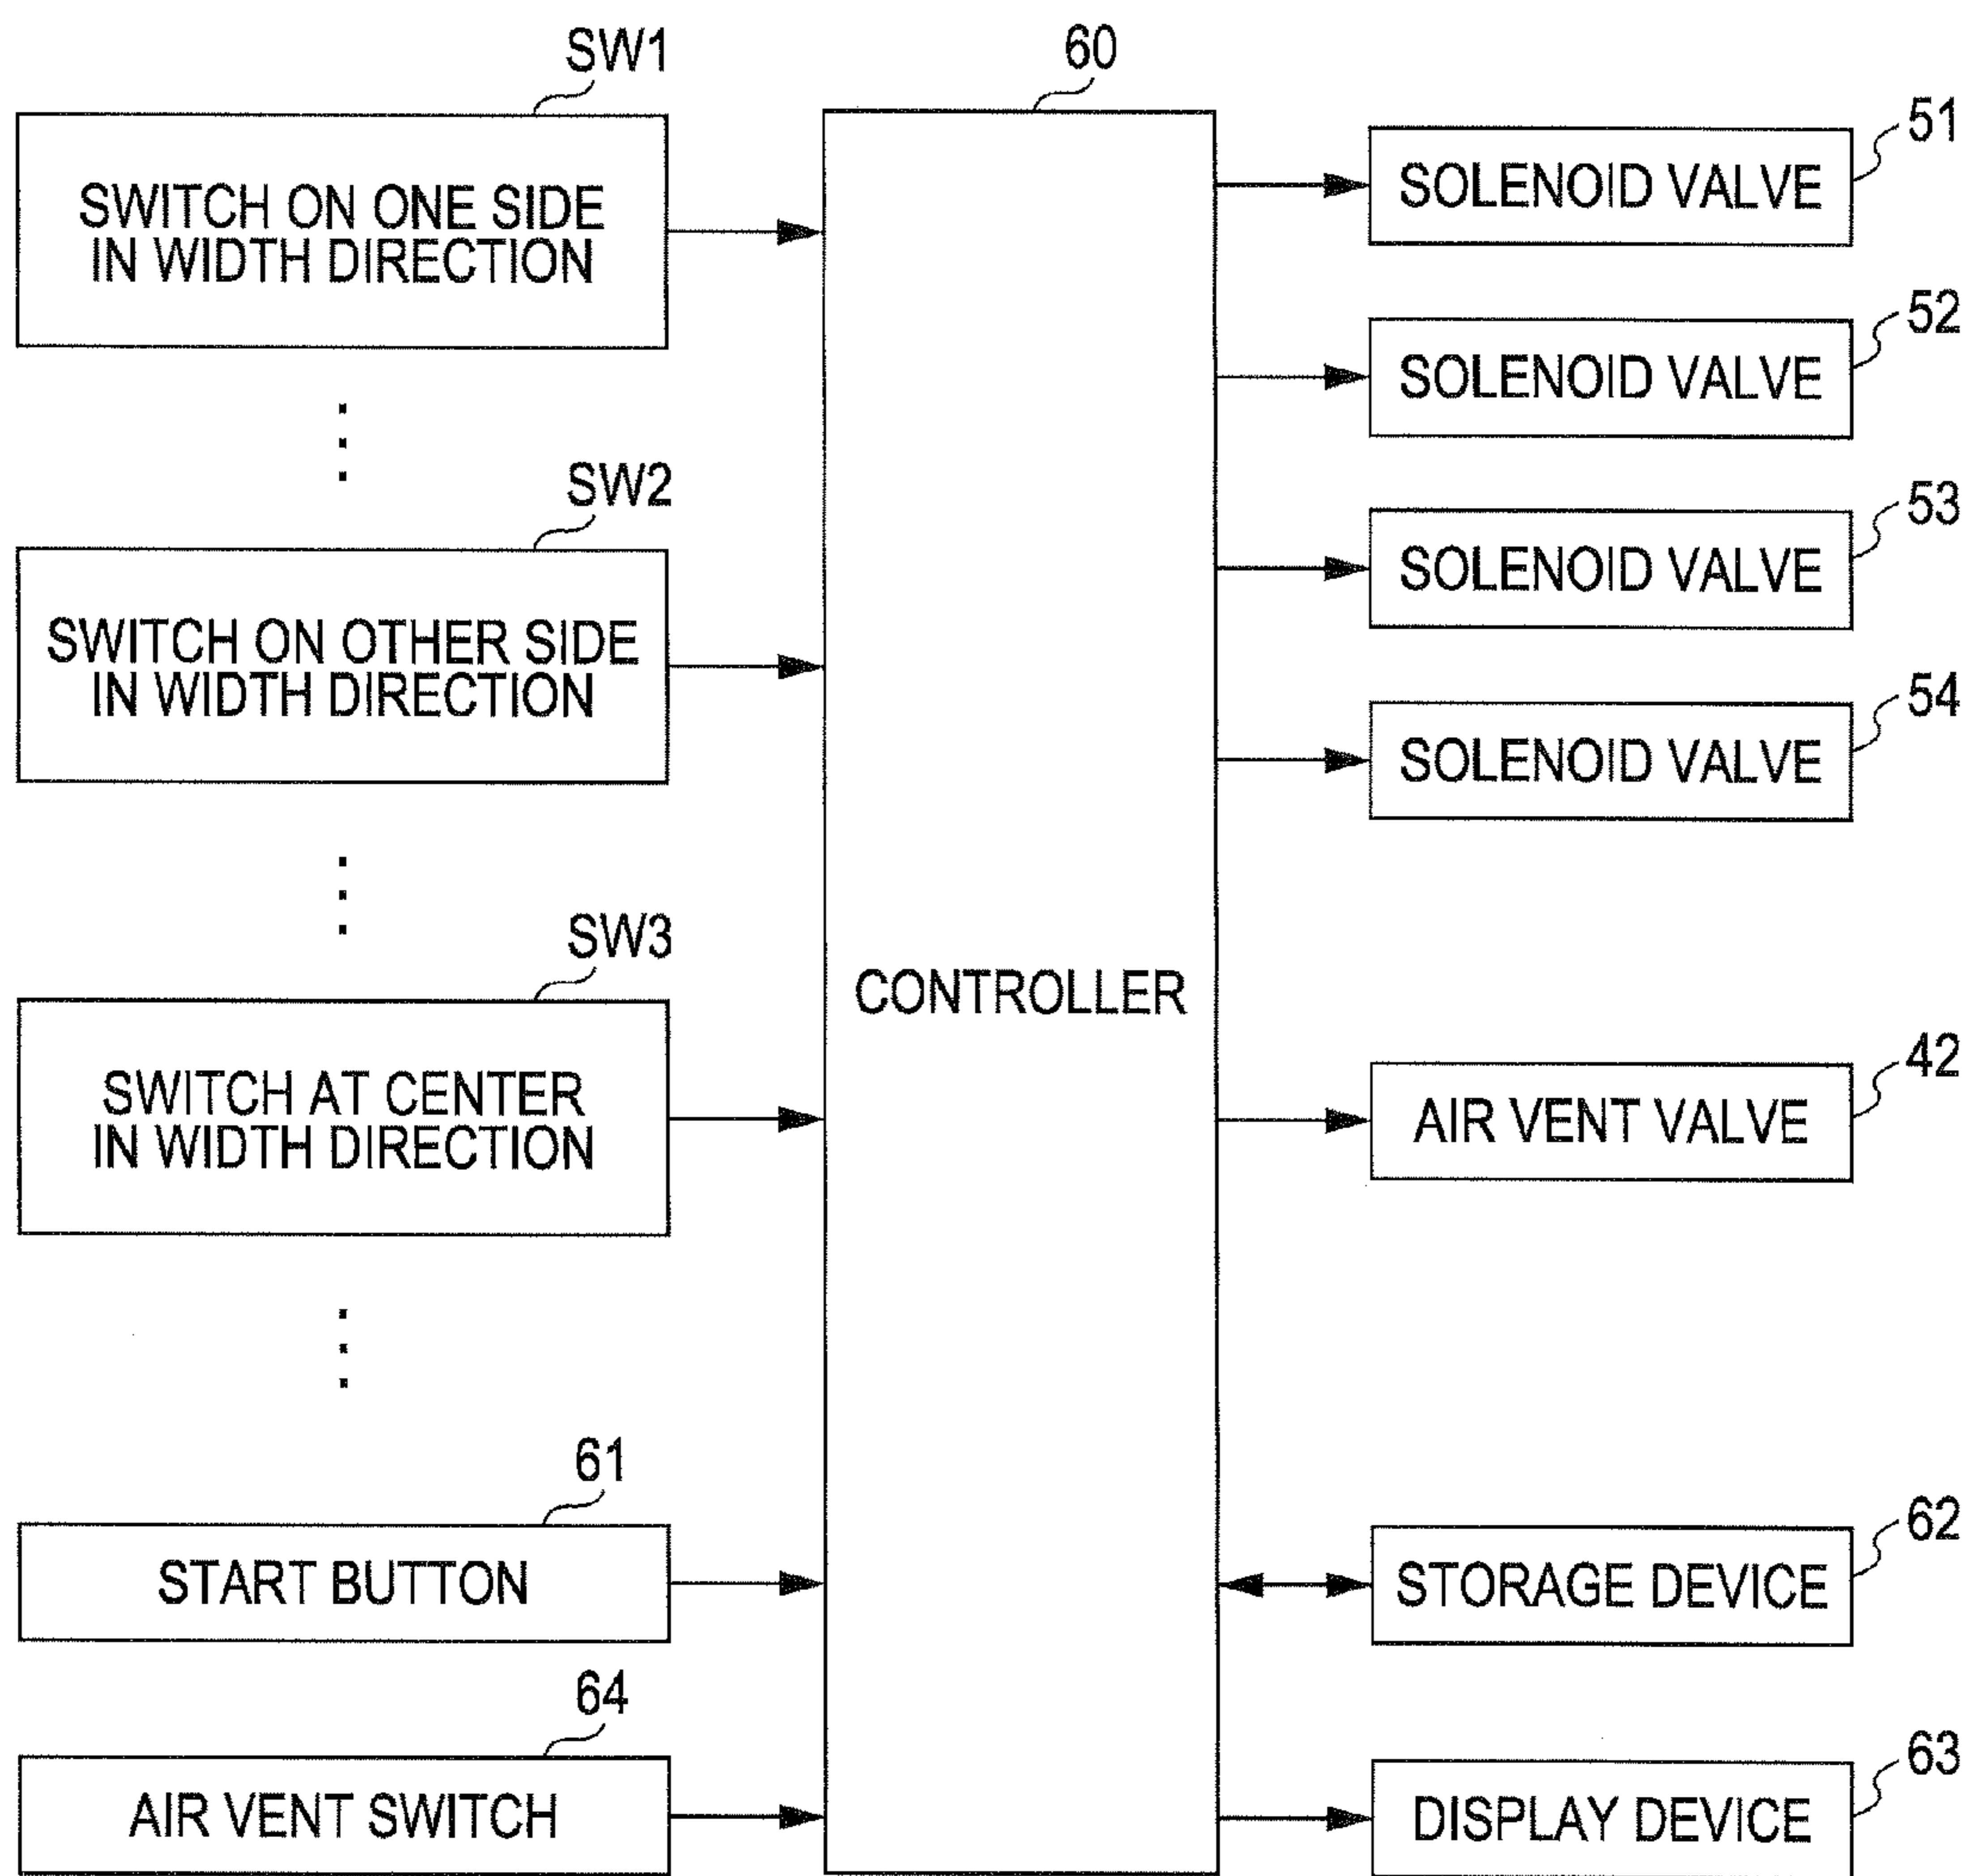 SW1
SWITCH ON ONE SIDE
IN WIDTH DIRECTION
SW2
SWITCH ON OTHER SIDE
IN WIDTH DIRECTION
SW3
SWITCH AT CENTER
IN WIDTH DIRECTION
61
START BUTTON
64
AIR VENT SWITCH
60
CONTROLLER
51
SOLENOID VALVE
52
SOLENOID VALVE
53
SOLENOID VALVE
54
SOLENOID VALVE
42
AIR VENT VALVE
62
STORAGE DEVICE
63
DISPLAY DEVICE